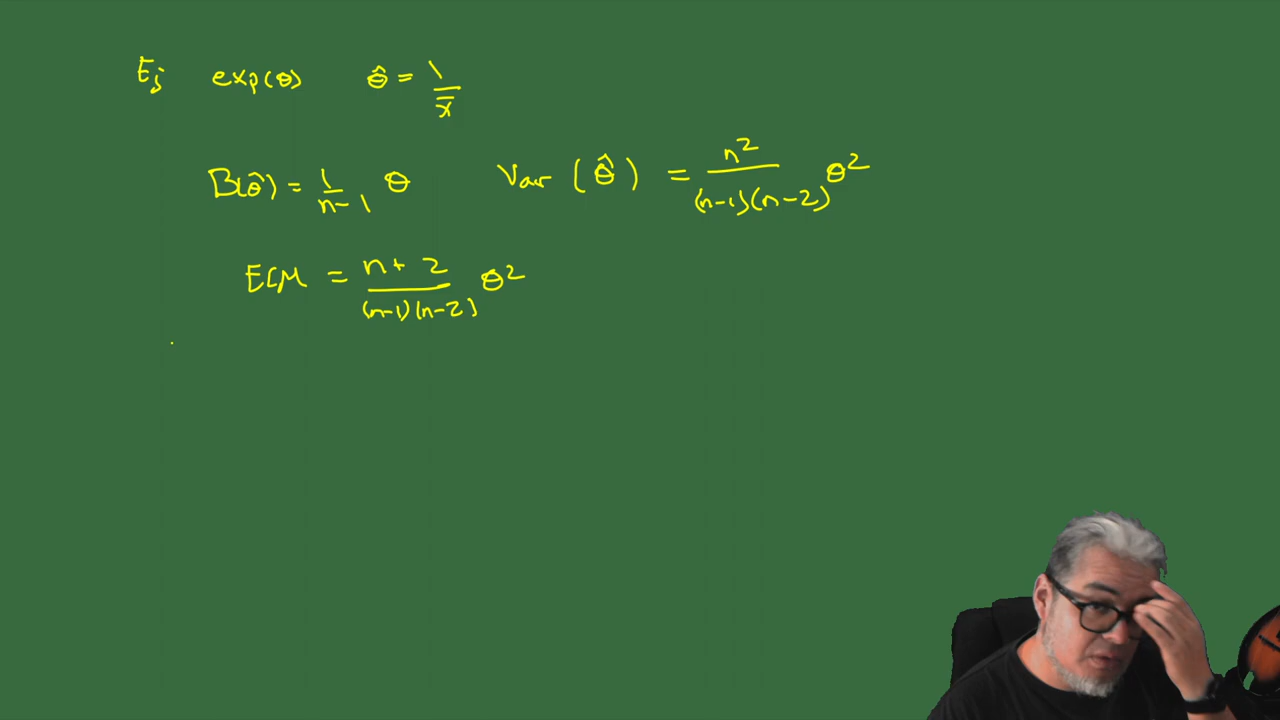 Ej exp(θ) θ̂ = 1/x̄
B(θ̂) = 1/(n-1) θ Var (θ̂) = n²/((n-1)(n-2)) θ²
ECM = (n+2)/((n-1)(n-2)) θ²